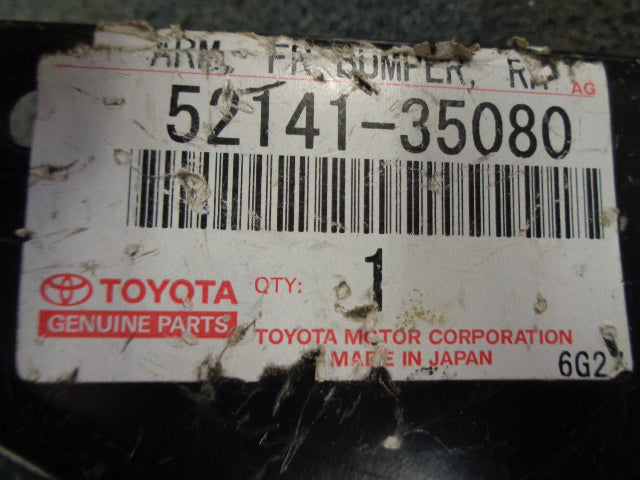 ARM, FR BUMPER, RH
AG
52141-35080
QTY: 1
TOYOTA
GENUINE PARTS
TOYOTA MOTOR CORPORATION
MADE IN JAPAN
6G2